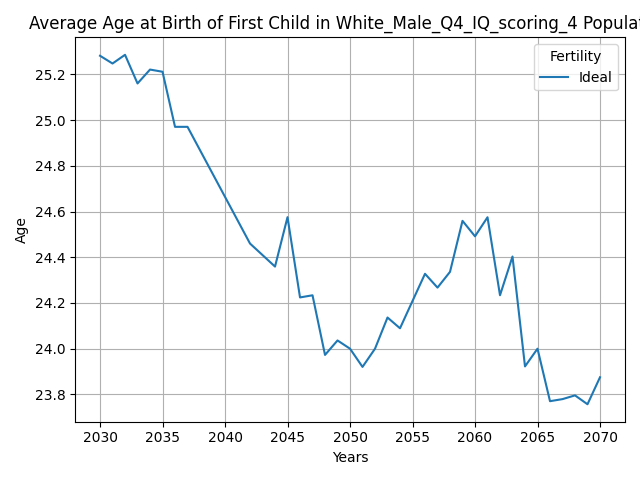 Average Age at Birth of First Child in White_Male_Q4_IQ_scoring_4 Populat
Fertility
Ideal
25.2
25.0
24.8
24.6
24.4
24.2
24.0
23.8
Age
2030 2035 2040 2045 2050 2055 2060 2065 2070
Years